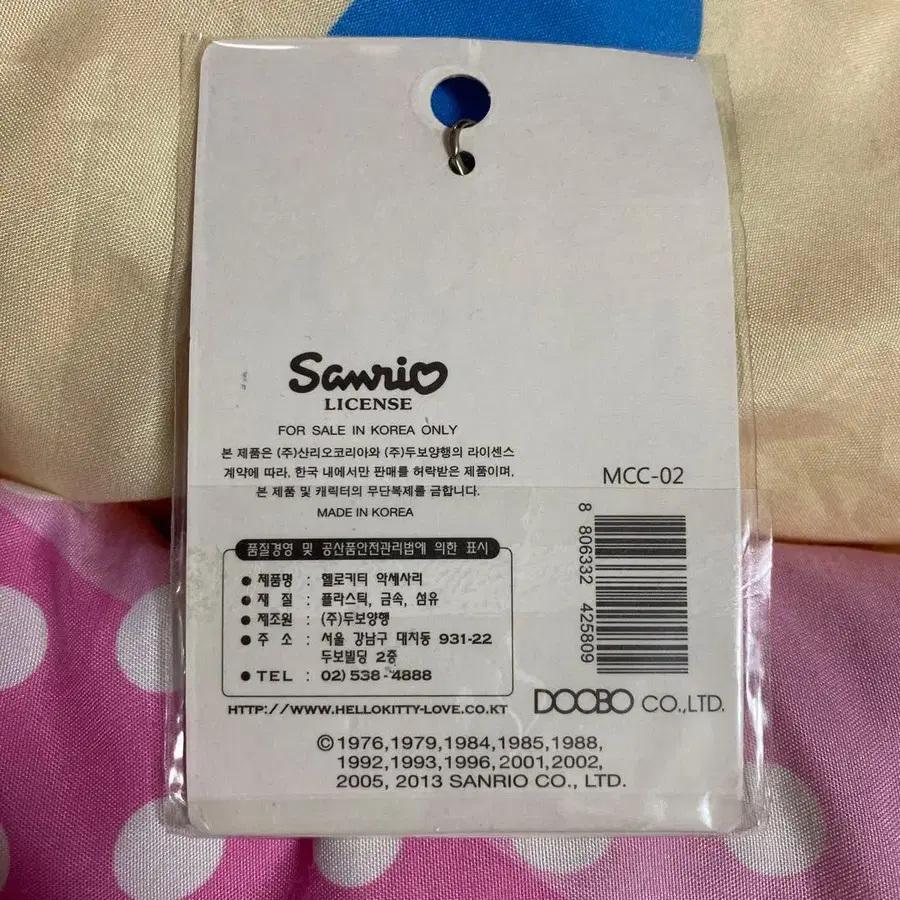 Sanrio
LICENSE
FOR SALE IN KOREA ONLY
본 제품은 (주)산리오코리아와 (주)두보양행의 라이센스
계약에 따라, 한국 내에서만 판매를 허락받은 제품이며,
본 제품 및 캐릭터의 무단복제를 금합니다.
MADE IN KOREA
MCC-02
8 806332 425809
품질경영 및 공산품안전관리법에 의한 표시
● 제품명 : 헬로키티 악세사리
● 재 질 : 플라스틱, 금속, 섬유
● 제조원 : (주)두보양행
● 주 소 : 서울 강남구 대치동 931-22
두보빌딩 2층
● TEL : 02) 538-4888
HTTP://WWW.HELLOKITTY-LOVE.CO.KT
DOOBO CO.,LTD.
©1976,1979,1984,1985,1988,
1992,1993,1996,2001,2002,
2005, 2013 SANRIO CO., LTD.